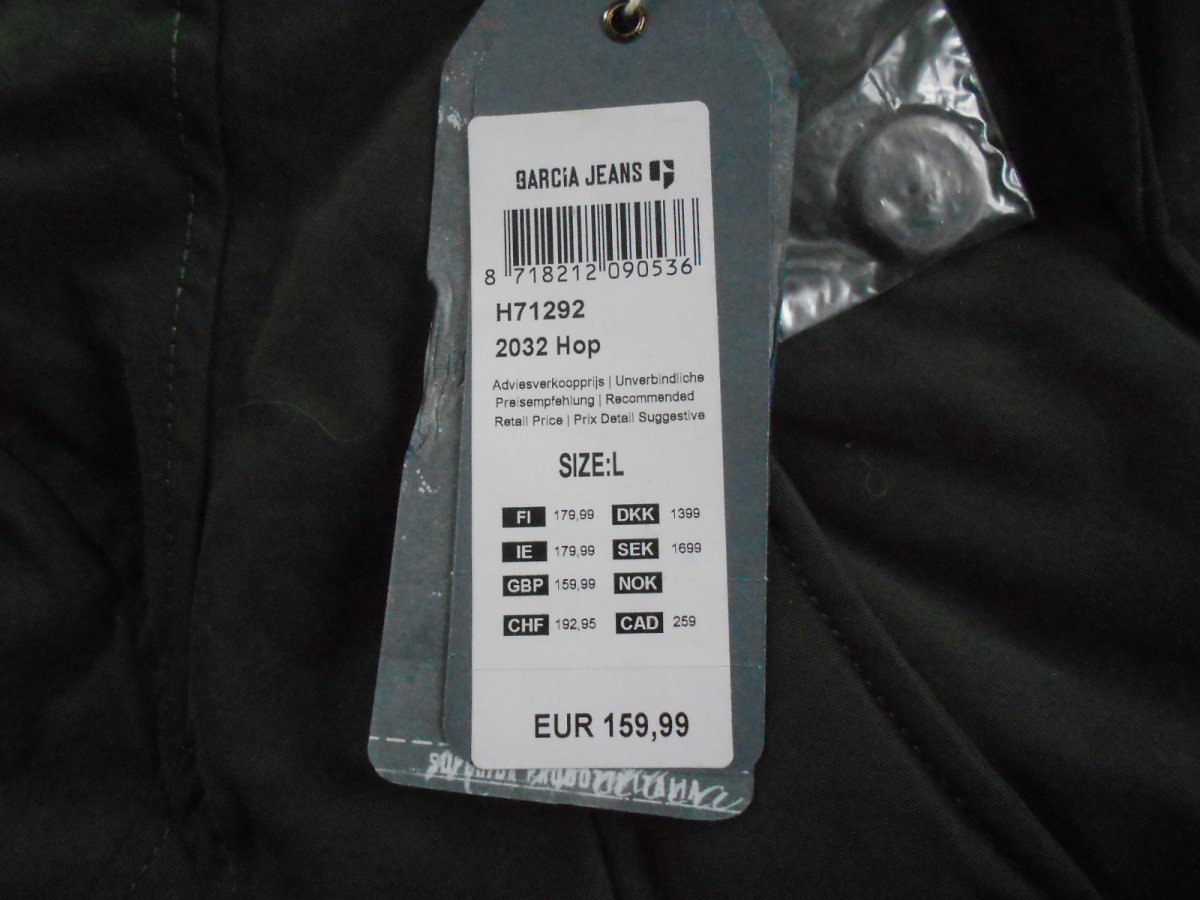 GARCIA JEANS
8 718212 090536
H71292
2032 Hop
Adviesverkoopprijs | Unverbindliche
Preisempfehlung | Recommended
Retail Price | Prix Detail Suggestive
SIZE:L
FI 179,99 DKK 1399
IE 179,99 SEK 1699
GBP 159,99 NOK
CHF 192,95 CAD 259
EUR 159,99